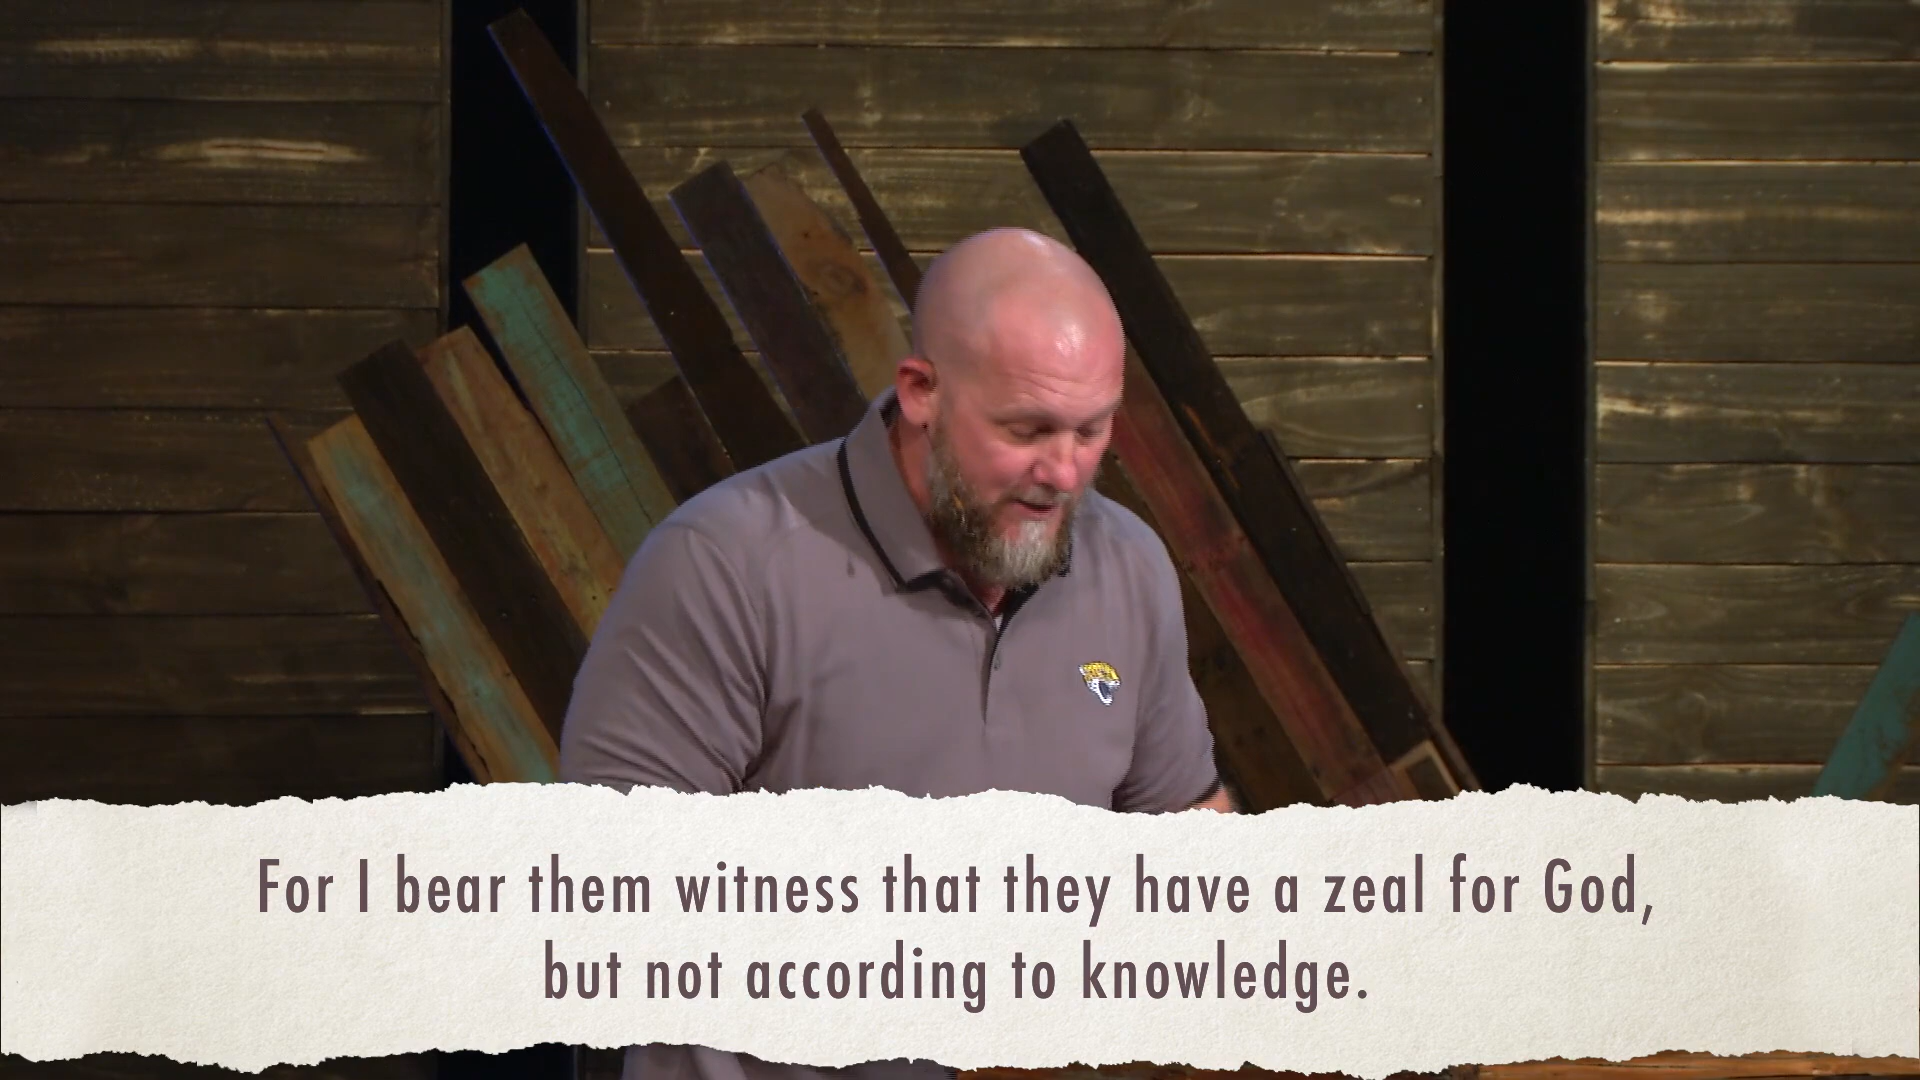 For I bear them witness that they have a zeal for God,
but not according to knowledge.